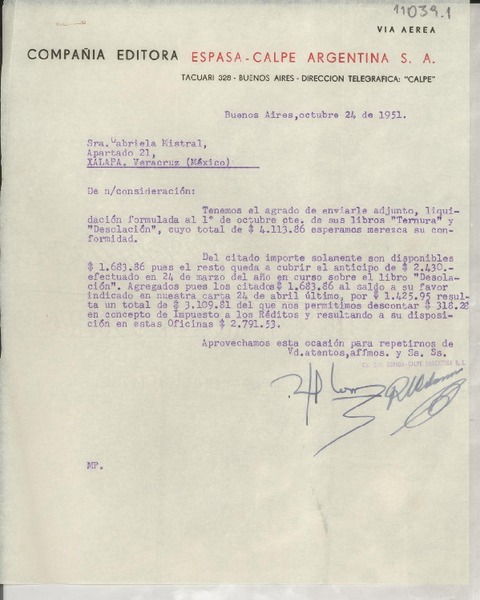 11039.1
VIA AEREA
COMPAÑIA EDITORA ESPASA-CALPE ARGENTINA S. A.
TACUARI 328 - BUENOS AIRES - DIRECCION TELEGRAFICA: "CALPE"
Buenos Aires,octubre 24 de 1951.
Sra. Gabriela Mistral,
Apartado 21,
XALAPA. Veracruz (México)
De n/consideración:
Tenemos el agrado de enviarle adjunto, liqui-
dación formulada al 1° de octubre pte. de sus libros "Ternura" y
"Desolación", cuyo total de $ 4.113.86 esperamos merezca su con-
formidad.
Del citado importe solamente son disponibles
$ 1.683.86 pues el resto queda a cubrir el anticipo de $ 2.430.-
efectuado en 24 de marzo del año en curso sobre el libro "Desola-
ción". Agregados pues los citados $ 1.683.86 al saldo a su favor
indicado en nuestra carta 24 de abril último, por $ 1.425.95 resul-
ta un total de $ 3.109.81 del que nos permitimos descontar $ 318.28
en concepto de Impuesto a los Réditos y resultando a su disposi-
ción en estas Oficinas $ 2.791.53.
Aprovechamos esta ocasión para repetirnos de
Vd.atentos,affmos. y Ss. Ss.
MF.